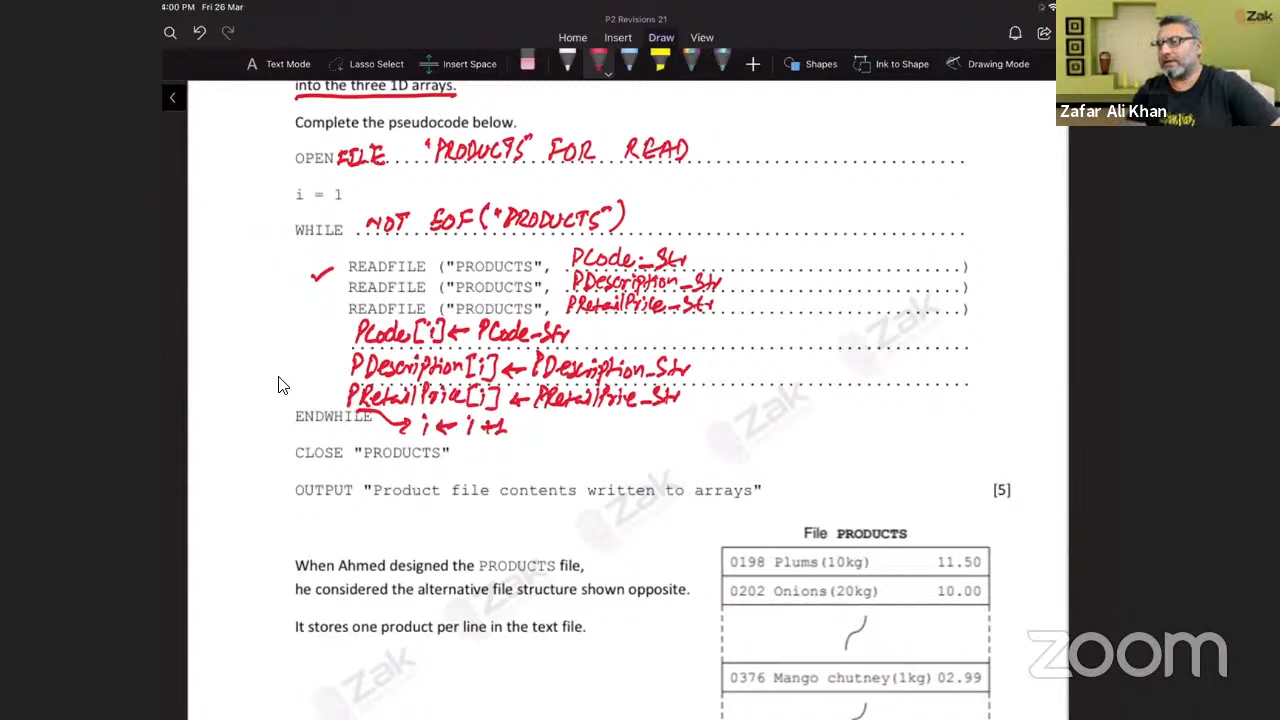 4:00 PM Fri 26 Mar
P2 Revisions 21
Home Insert Draw View
Text Mode Lasso Select Insert Space Shapes Ink to Shape Drawing Mode
Zak
Zafar Ali Khan
into the three 1D arrays.
Complete the pseudocode below.
OPEN FILE "PRODUCTS" FOR READ
i = 1
WHILE NOT EOF("PRODUCTS")
READFILE ("PRODUCTS", PCode_Str)
READFILE ("PRODUCTS", PDescription_Str)
READFILE ("PRODUCTS", PRetailPrice_Str)
PCode[i] ← PCode_Str
PDescription[i] ← PDescription_Str
PRetailPrice[i] ← PRetailPrice_Str
ENDWHILE
i ← i + 1
CLOSE "PRODUCTS"
OUTPUT "Product file contents written to arrays" [5]
File PRODUCTS
0198 Plums(10kg) 11.50
0202 Onions(20kg) 10.00
0376 Mango chutney(1kg) 02.99
When Ahmed designed the PRODUCTS file,
he considered the alternative file structure shown opposite.
It stores one product per line in the text file.
Zak
Zak
Zak
Zak
Zak
zoom